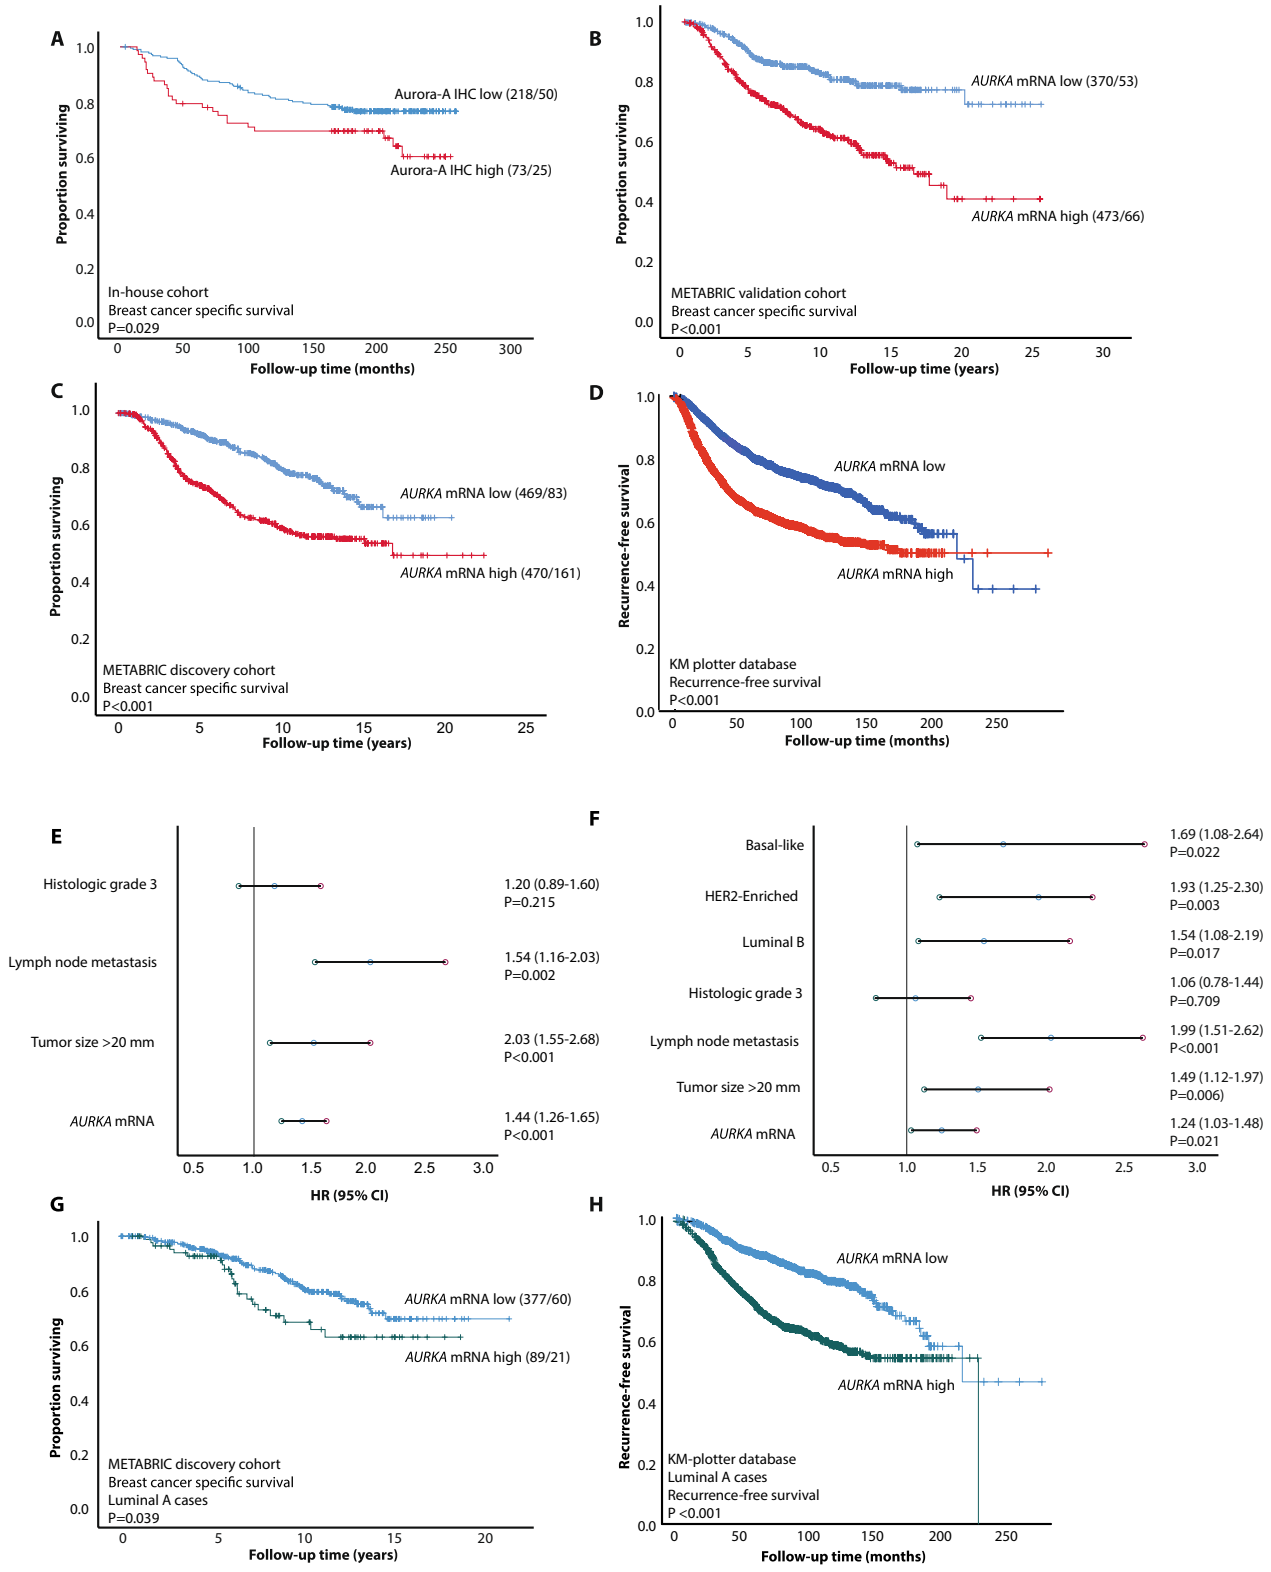 A
1.0
0.8
0.6
0.4
0.2
0.0
Proportion surviving
Aurora-A IHC low (218/50)
Aurora-A IHC high (73/25)
In-house cohort
Breast cancer specific survival
P=0.029
0 50 100 150 200 250 300
Follow-up time (months)
B
1.0
0.8
0.6
0.4
0.2
0.0
Proportion surviving
AURKA mRNA low (370/53)
AURKA mRNA high (473/66)
METABRIC validation cohort
Breast cancer specific survival
P<0.001
0 5 10 15 20 25 30
Follow-up time (years)
C
1.0
0.8
0.6
0.4
0.2
0.0
Proportion surviving
AURKA mRNA low (469/83)
AURKA mRNA high (470/161)
METABRIC discovery cohort
Breast cancer specific survival
P<0.001
0 5 10 15 20 25
Follow-up time (years)
D
1.0
0.8
0.6
0.4
0.2
0.0
Recurrence-free survival
AURKA mRNA low
AURKA mRNA high
KM plotter database
Recurrence-free survival
P<0.001
0 50 100 150 200 250
Follow-up time (months)
E
Histologic grade 3
1.20 (0.89-1.60)
P=0.215
Lymph node metastasis
1.54 (1.16-2.03)
P=0.002
Tumor size >20 mm
2.03 (1.55-2.68)
P<0.001
AURKA mRNA
1.44 (1.26-1.65)
P<0.001
0.5 1.0 1.5 2.0 2.5 3.0
HR (95% CI)
F
Basal-like
1.69 (1.08-2.64)
P=0.022
HER2-Enriched
1.93 (1.25-2.30)
P=0.003
Luminal B
1.54 (1.08-2.19)
P=0.017
Histologic grade 3
1.06 (0.78-1.44)
P=0.709
Lymph node metastasis
1.99 (1.51-2.62)
P<0.001
Tumor size >20 mm
1.49 (1.12-1.97)
P=0.006)
AURKA mRNA
1.24 (1.03-1.48)
P=0.021
0.5 1.0 1.5 2.0 2.5 3.0
HR (95% CI)
G
1.0
0.6
0.6
0.4
0.2
0.0
Proportion surviving
AURKA mRNA low (377/60)
AURKA mRNA high (89/21)
METABRIC discovery cohort
Breast cancer specific survival
Luminal A cases
P=0.039
0 5 10 15 20
Follow-up time (years)
H
1.0
0.8
0.6
0.4
0.2
0.0
Recurrence-free survival
AURKA mRNA low
AURKA mRNA high
KM-plotter database
Luminal A cases
Recurrence-free survival
P <0.001
0 50 100 150 200 250
Follow-up time (months)